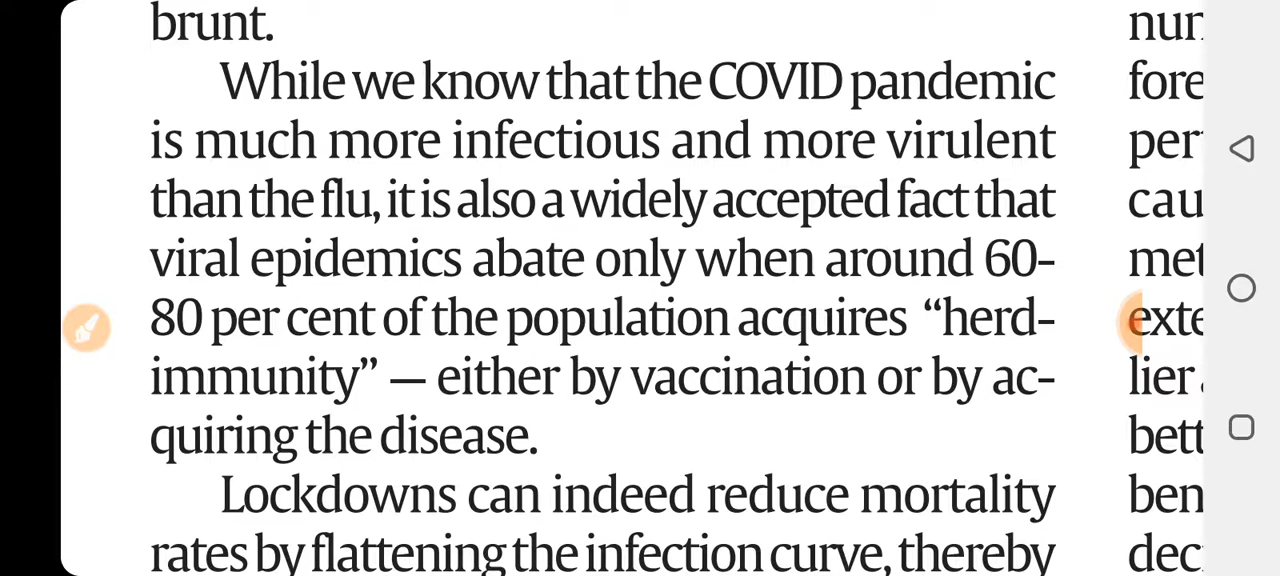 brunt.
While we know that the COVID pandemic
is much more infectious and more virulent
than the flu, it is also a widely accepted fact that
viral epidemics abate only when around 60-
80 per cent of the population acquires “herd-
immunity” — either by vaccination or by ac-
quiring the disease.
Lockdowns can indeed reduce mortality
rates by flattening the infection curve, thereby